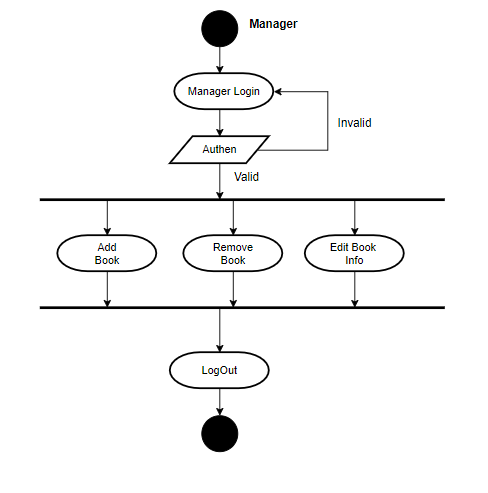 Manager
Manager Login
Invalid
Authen
Valid
Add
Book
Remove
Book
Edit Book
Info
LogOut